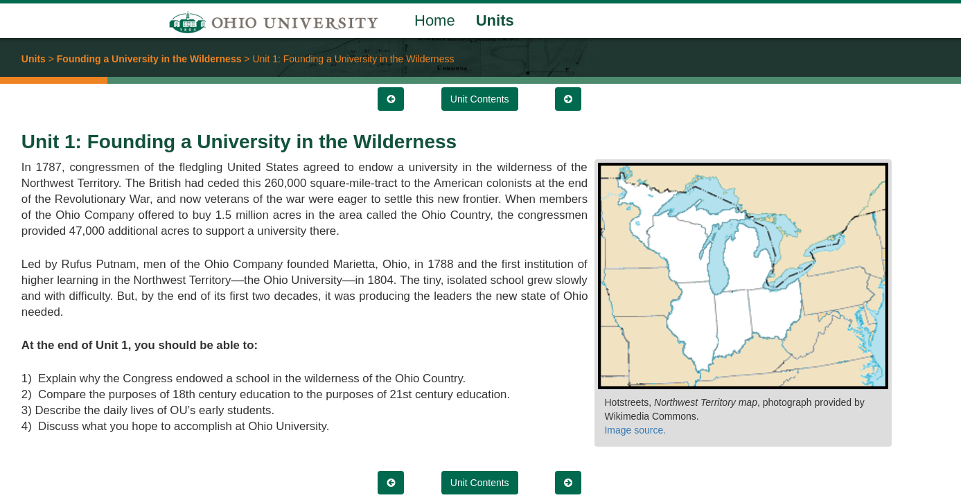 OHIO UNIVERSITY
Home
Units
Units > Founding a University in the Wilderness > Unit 1: Founding a University in the Wilderness
Unit Contents
Unit 1: Founding a University in the Wilderness
In 1787, congressmen of the fledgling United States agreed to endow a university in the wilderness of the
Northwest Territory. The British had ceded this 260,000 square-mile-tract to the American colonists at the end
of the Revolutionary War, and now veterans of the war were eager to settle this new frontier. When members
of the Ohio Company offered to buy 1.5 million acres in the area called the Ohio Country, the congressmen
provided 47,000 additional acres to support a university there.
Led by Rufus Putnam, men of the Ohio Company founded Marietta, Ohio, in 1788 and the first institution of
higher learning in the Northwest Territory—the Ohio University—in 1804. The tiny, isolated school grew slowly
and with difficulty. But, by the end of its first two decades, it was producing the leaders the new state of Ohio
needed.
At the end of Unit 1, you should be able to:
1) Explain why the Congress endowed a school in the wilderness of the Ohio Country.
2) Compare the purposes of 18th century education to the purposes of 21st century education.
3) Describe the daily lives of OU's early students.
4) Discuss what you hope to accomplish at Ohio University.
Hotstreets, Northwest Territory map, photograph provided by
Wikimedia Commons.
Image source.
Unit Contents